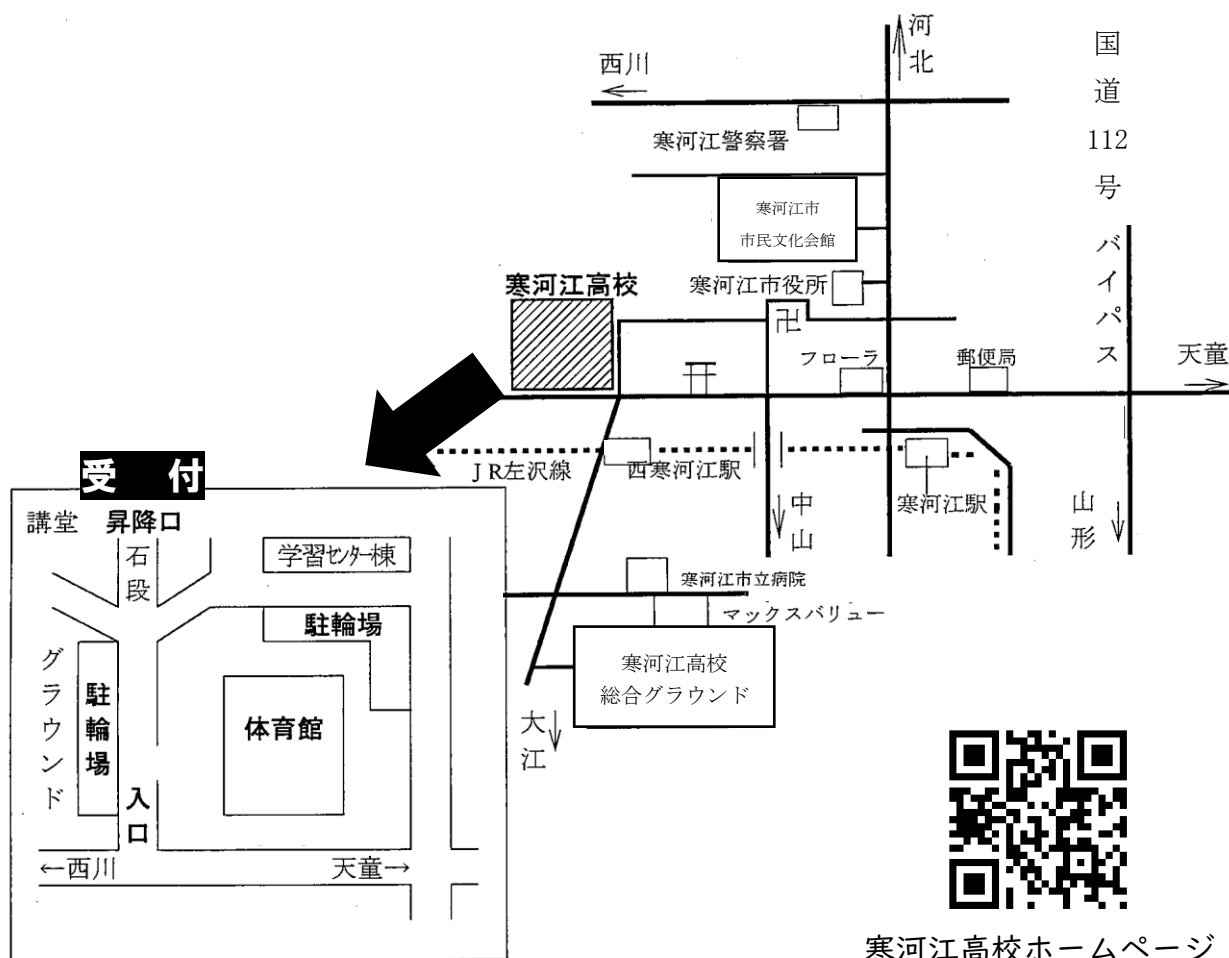 河北
国道112号バイパス
西川
寒河江警察署
寒河江市
市民文化会館
寒河江高校
寒河江市役所
卍
フローラ
郵便局
天童
JR左沢線
西寒河江駅
寒河江駅
中山
山形
寒河江市立病院
マックスバリュー
寒河江高校
総合グラウンド
大江
受 付
講堂 昇降口
石段
学習センター棟
駐輪場
グラウンド
駐輪場
体育館
入口
←西川
天童→
寒河江高校ホームページ